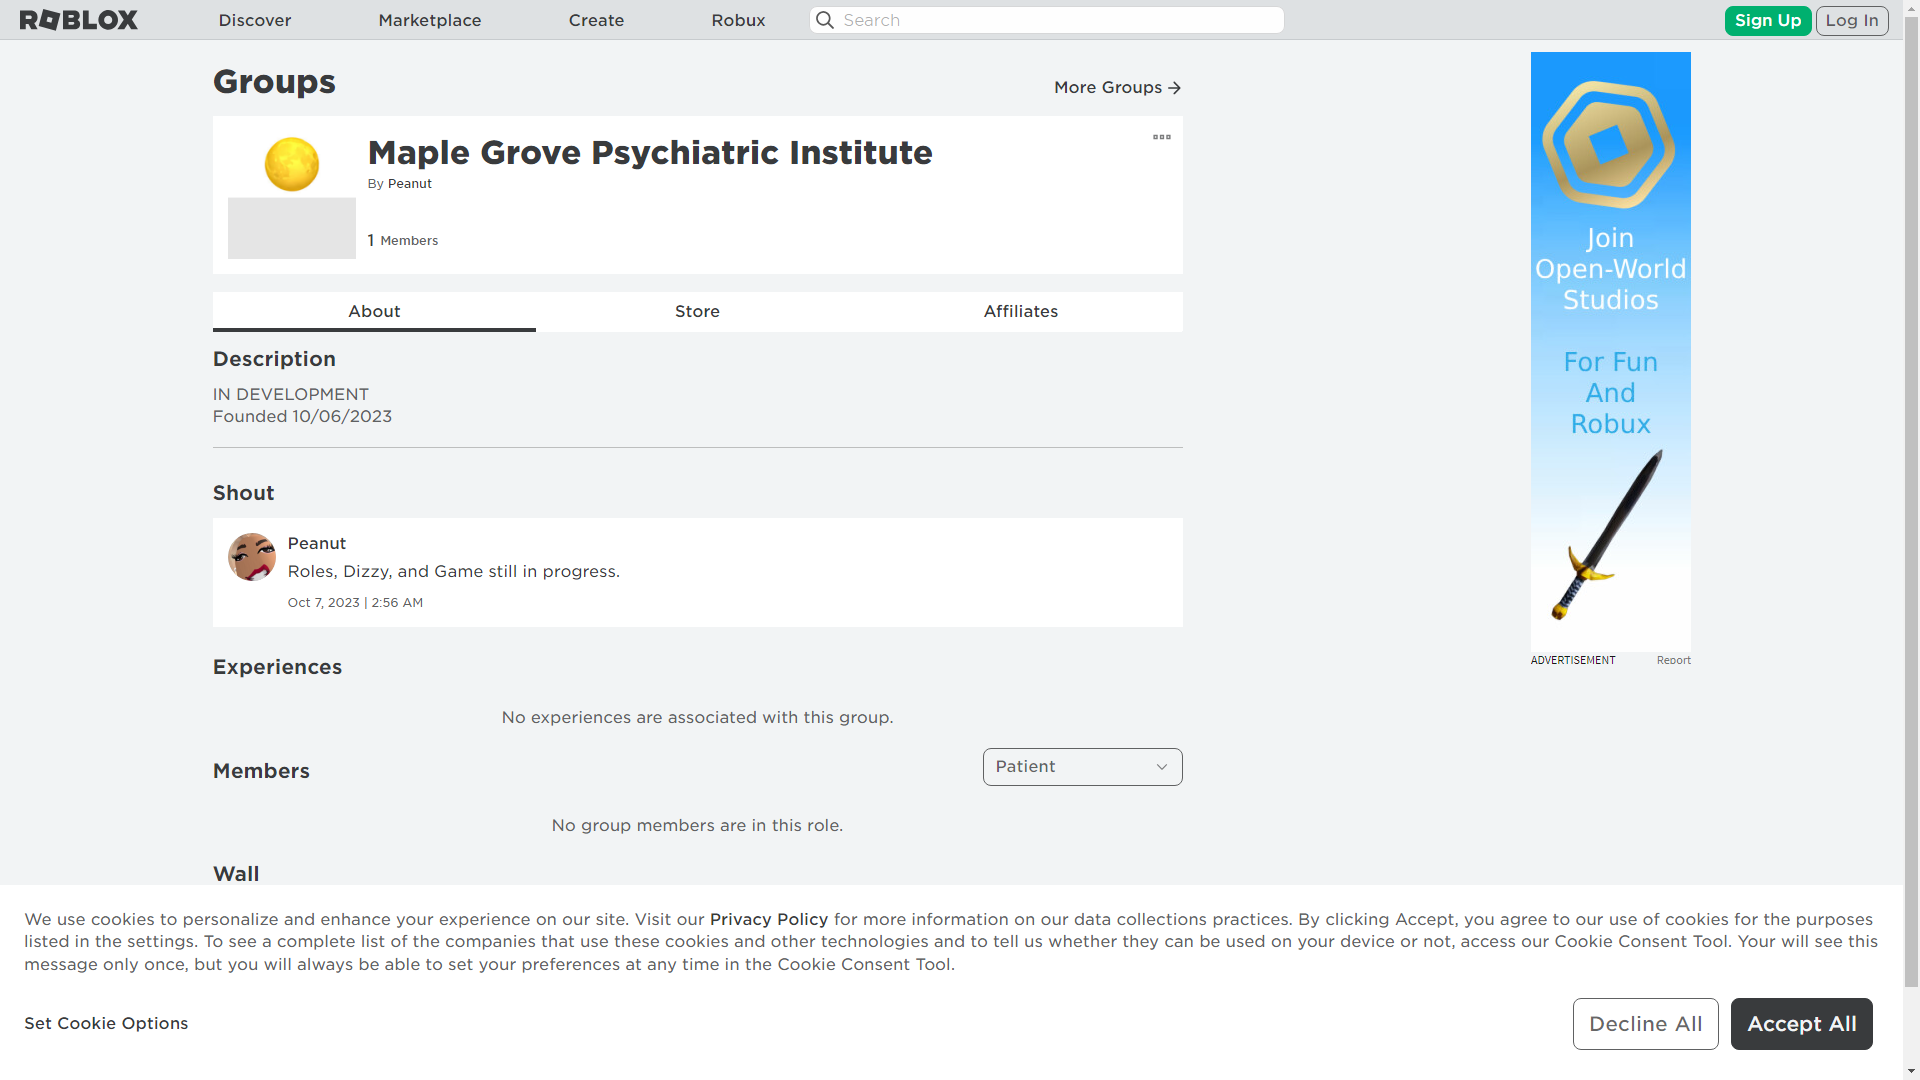 ROBLOX
Discover
Marketplace
Create
Robux
Search
Sign Up
Log In
Groups
More Groups
Maple Grove Psychiatric Institute
By Peanut
1 Members
About
Store
Affiliates
Description
IN DEVELOPMENT
Founded 10/06/2023
Shout
Peanut
Roles, Dizzy, and Game still in progress.
Oct 7, 2023 | 2:56 AM
Experiences
No experiences are associated with this group.
Members
Patient
No group members are in this role.
Wall
Join
Open-World
Studios
For Fun
And
Robux
ADVERTISEMENT
Report
We use cookies to personalize and enhance your experience on our site. Visit our Privacy Policy for more information on our data collections practices. By clicking Accept, you agree to our use of cookies for the purposes
listed in the settings. To see a complete list of the companies that use these cookies and other technologies and to tell us whether they can be used on your device or not, access our Cookie Consent Tool. Your will see this
message only once, but you will always be able to set your preferences at any time in the Cookie Consent Tool.
Set Cookie Options
Decline All
Accept All